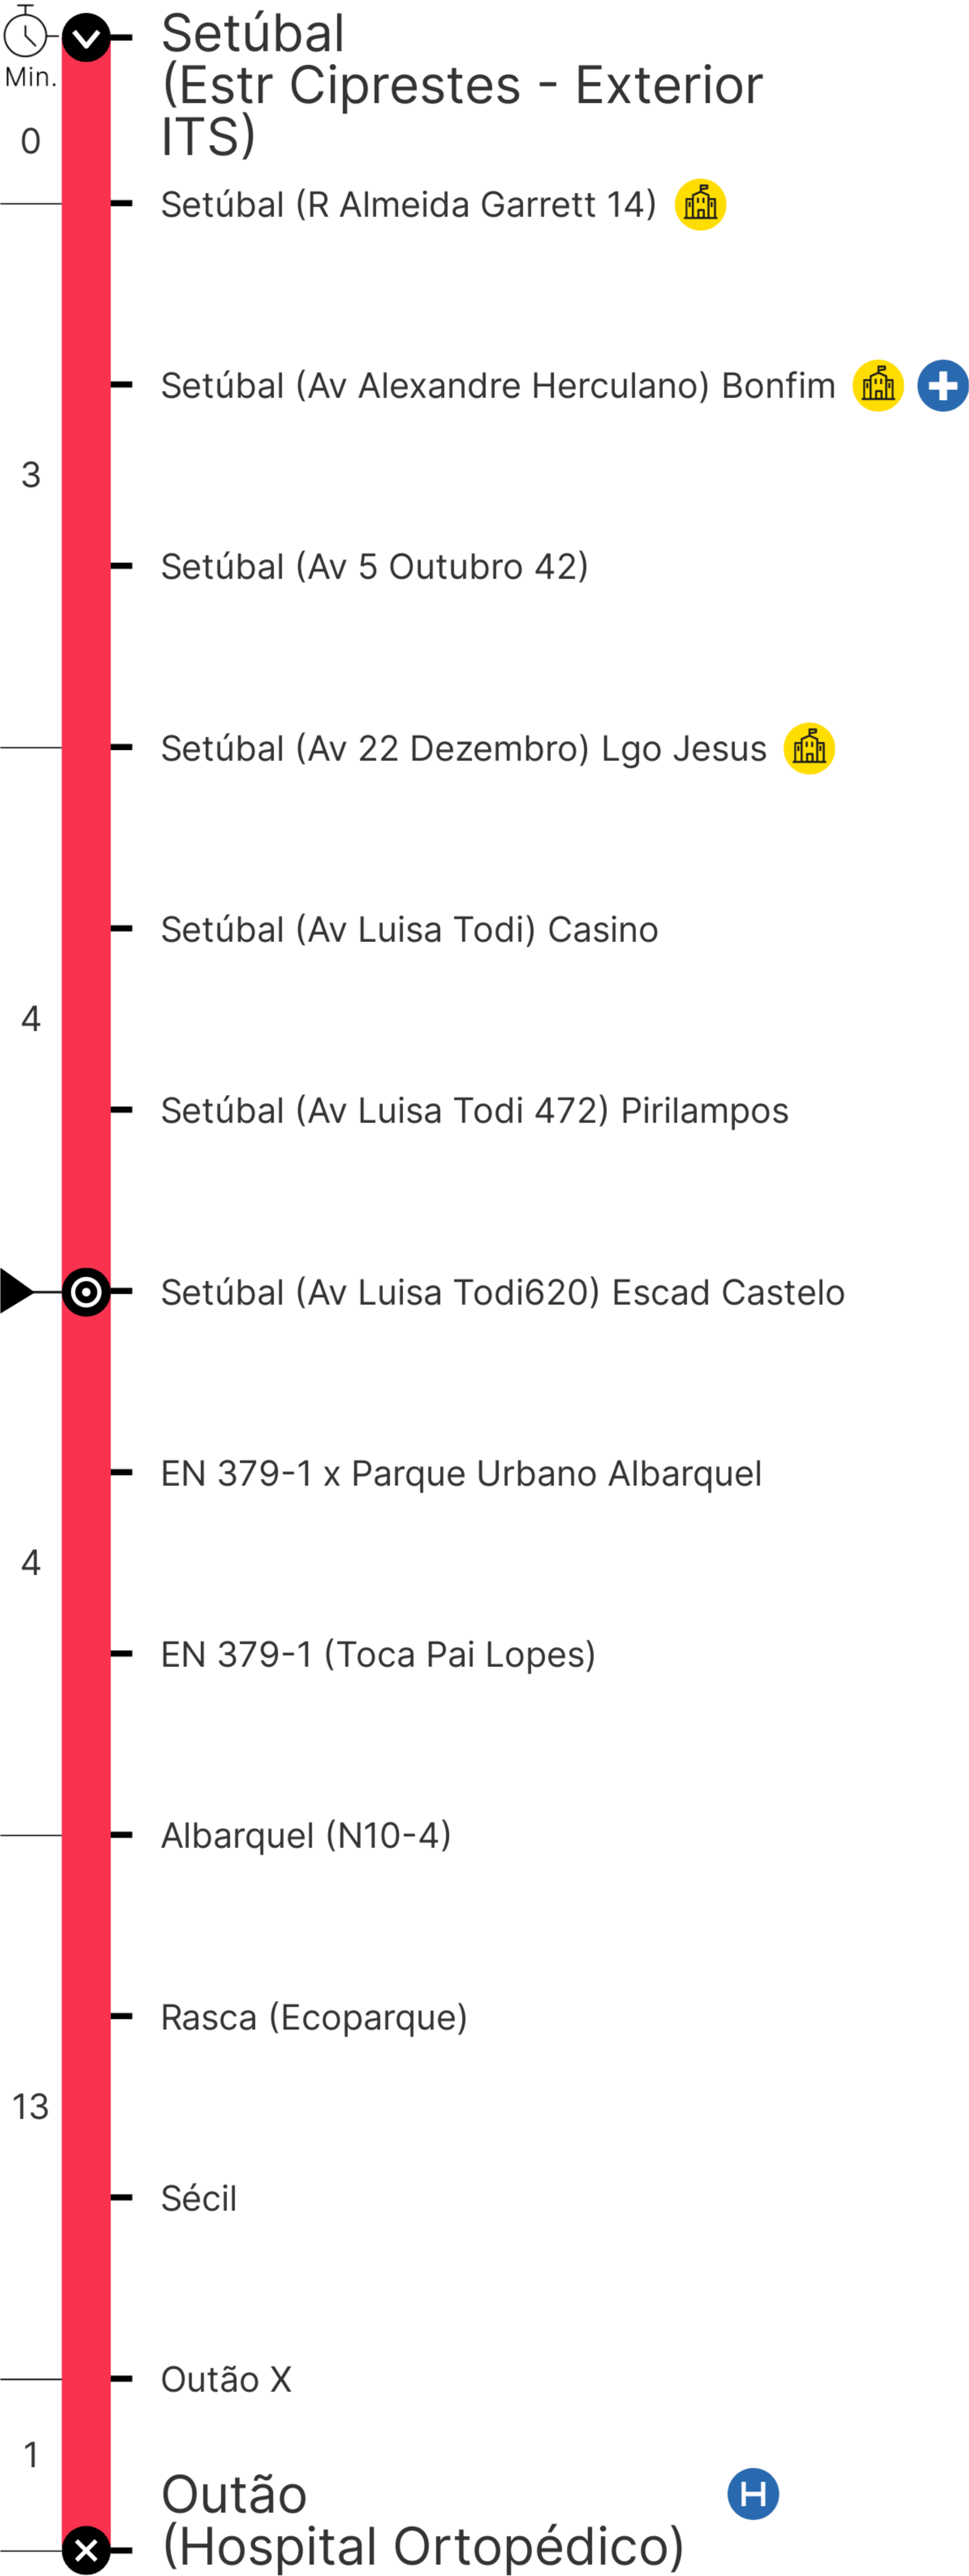 Setúbal
(Estr Ciprestes - Exterior
ITS)
Min.
0
Setúbal (R Almeida Garrett 14)
Setúbal (Av Alexandre Herculano) Bonfim
3
Setúbal (Av 5 Outubro 42)
Setúbal (Av 22 Dezembro) Lgo Jesus
Setúbal (Av Luisa Todi) Casino
4
Setúbal (Av Luisa Todi 472) Pirilampos
Setúbal (Av Luisa Todi620) Escad Castelo
EN 379-1 x Parque Urbano Albarquel
4
EN 379-1 (Toca Pai Lopes)
Albarquel (N10-4)
Rasca (Ecoparque)
13
Sécil
Outão X
1
Outão
H
(Hospital Ortopédico)